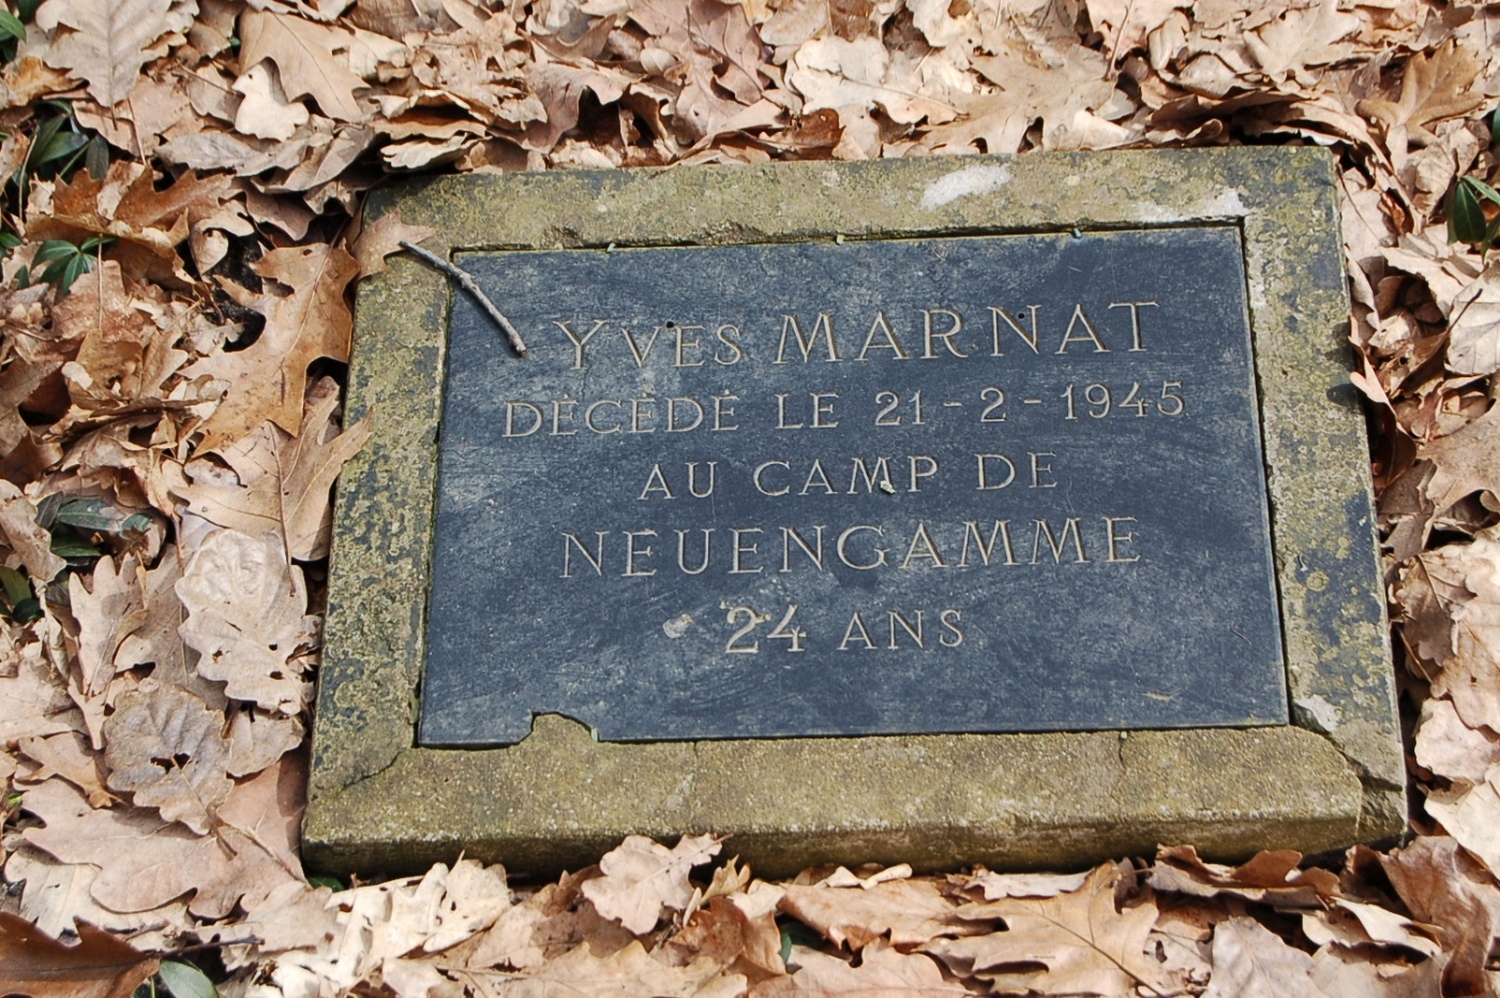 YVES MARNAT
DÉCÉDÉ LE 21-2-1945
AU CAMP DE
NEUENGAMME
24 ANS